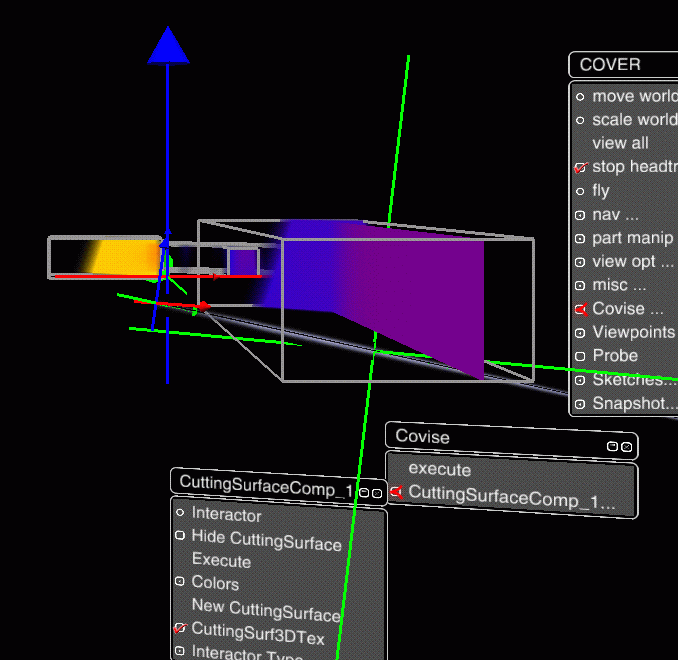 COVER
move world
scale world
view all
stop headtr
fly
nav ...
part manip
view opt ...
misc ...
Covise ...
Viewpoints
Probe
Sketches...
Snapshot...
Covise
execute
CuttingSurfaceComp_1...
CuttingSurfaceComp_1
Interactor
Hide CuttingSurface
Execute
Colors
New CuttingSurface
CuttingSurf3DTex
Interactor Type